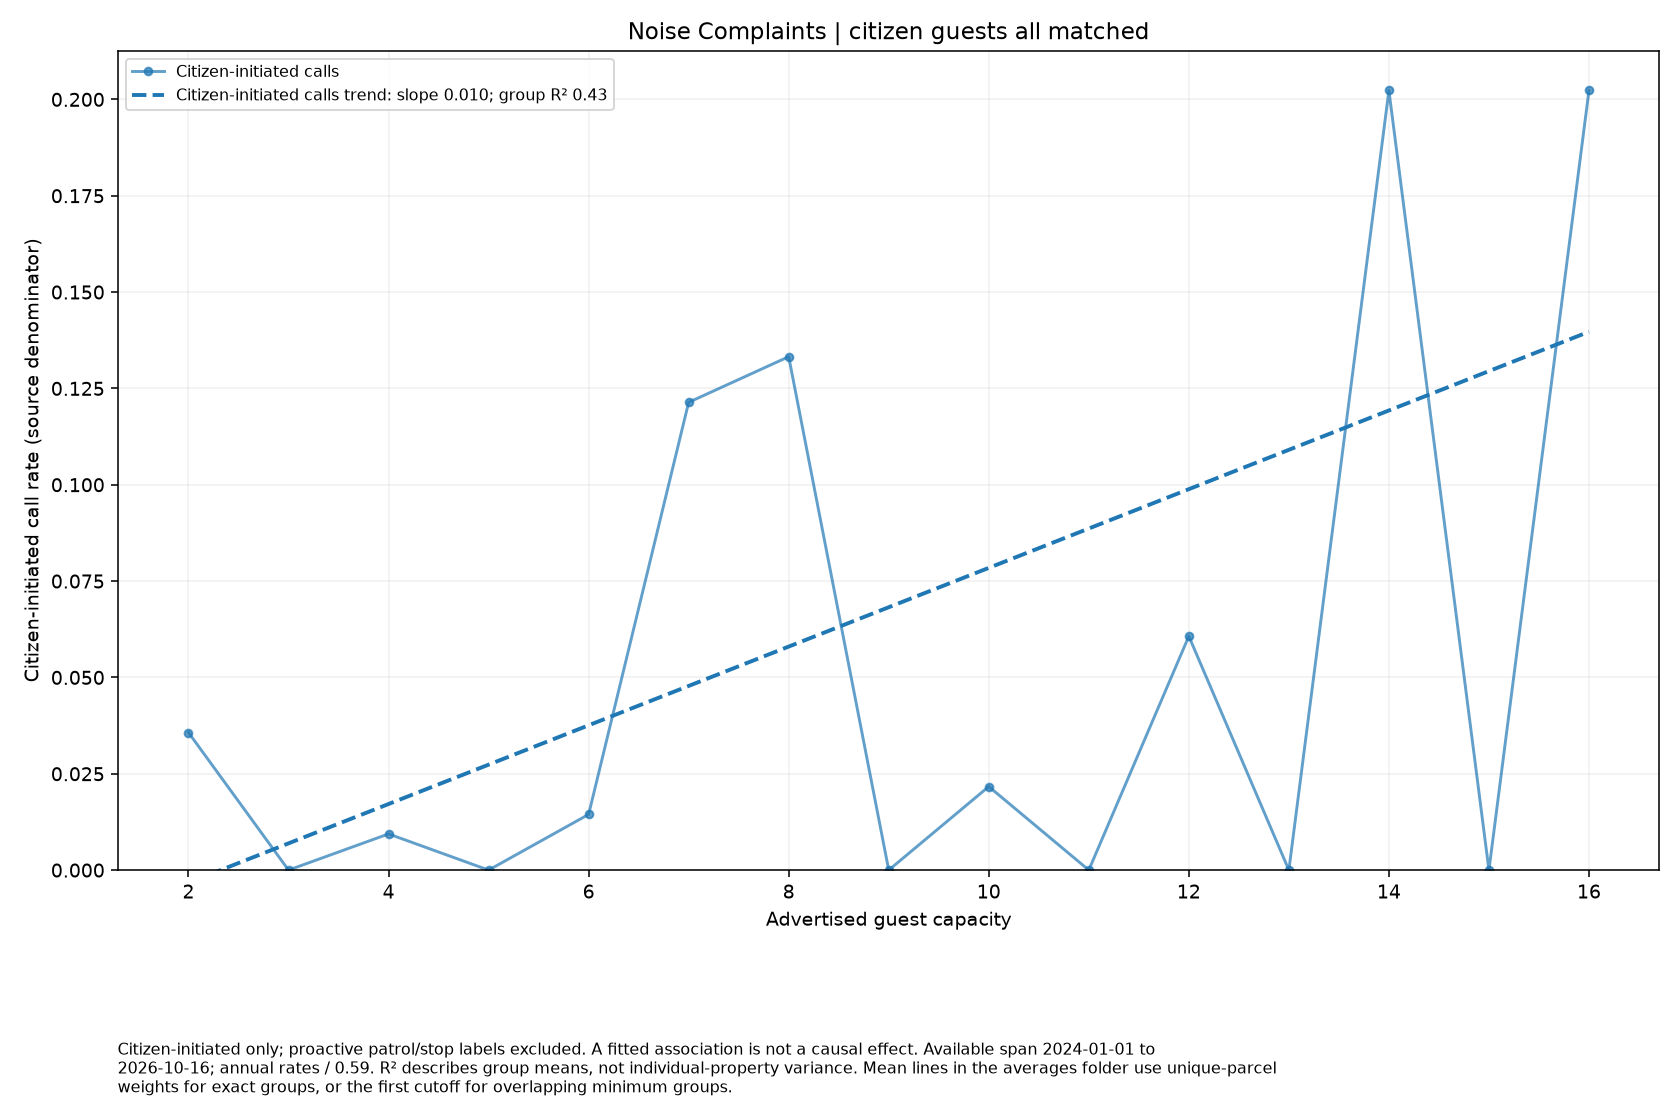 Noise Complaints | citizen guests all matched
Citizen-initiated calls
Citizen-initiated calls trend: slope 0.010; group R² 0.43
Citizen-initiated call rate (source denominator)
0.200
0.175
0.150
0.125
0.100
0.075
0.050
0.025
0.000
2 4 6 8 10 12 14 16
Advertised guest capacity
Citizen-initiated only; proactive patrol/stop labels excluded. A fitted association is not a causal effect. Available span 2024-01-01 to
2026-10-16; annual rates / 0.59. R² describes group means, not individual-property variance. Mean lines in the averages folder use unique-parcel
weights for exact groups, or the first cutoff for overlapping minimum groups.